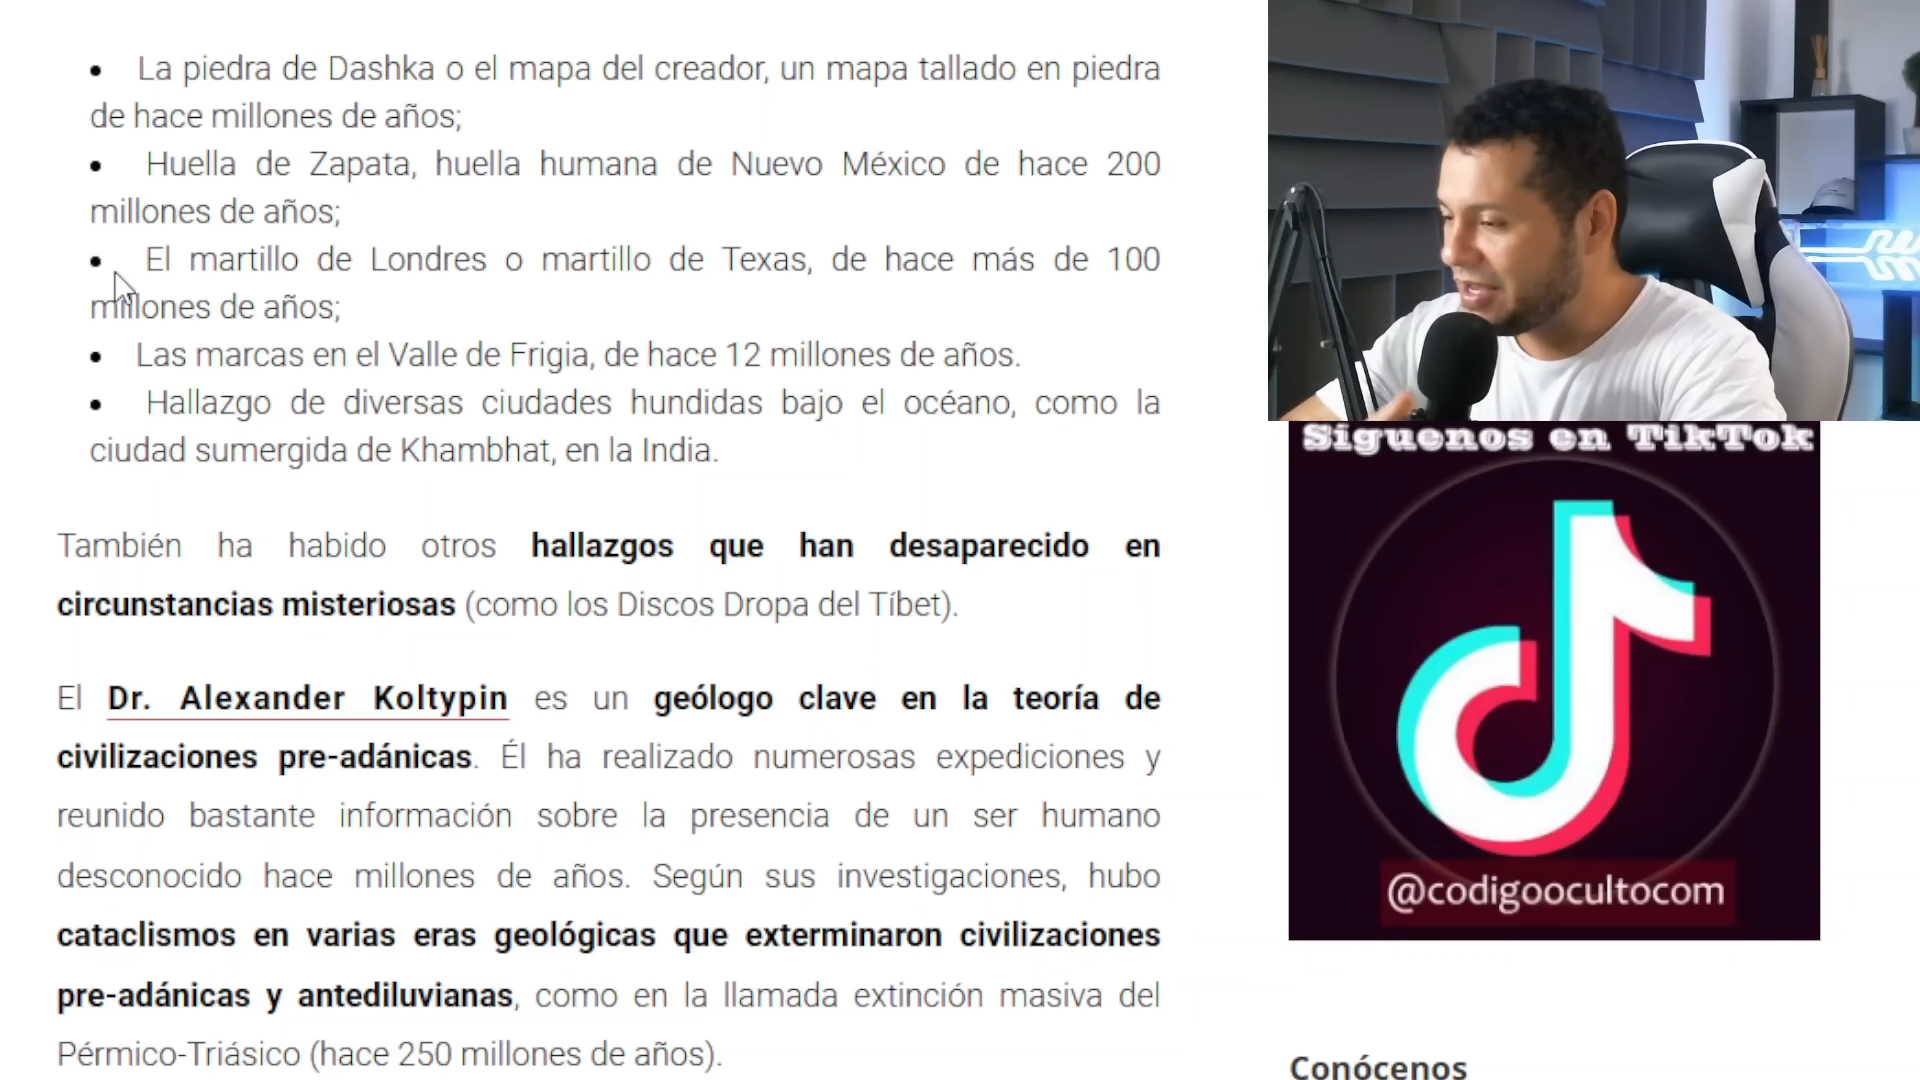 • La piedra de Dashka o el mapa del creador, un mapa tallado en piedra
de hace millones de años;
• Huella de Zapata, huella humana de Nuevo México de hace 200
millones de años;
• El martillo de Londres o martillo de Texas, de hace más de 100
millones de años;
• Las marcas en el Valle de Frigia, de hace 12 millones de años.
• Hallazgo de diversas ciudades hundidas bajo el océano, como la
ciudad sumergida de Khambhat, en la India.
También ha habido otros hallazgos que han desaparecido en
circunstancias misteriosas (como los Discos Dropa del Tíbet).
El Dr. Alexander Koltypin es un geólogo clave en la teoría de
civilizaciones pre-adánicas. Él ha realizado numerosas expediciones y
reunido bastante información sobre la presencia de un ser humano
desconocido hace millones de años. Según sus investigaciones, hubo
cataclismos en varias eras geológicas que exterminaron civilizaciones
pre-adánicas y antediluvianas, como en la llamada extinción masiva del
Pérmico-Triásico (hace 250 millones de años).
Síguenos en TikTok
@codigoocultocom
Conócenos